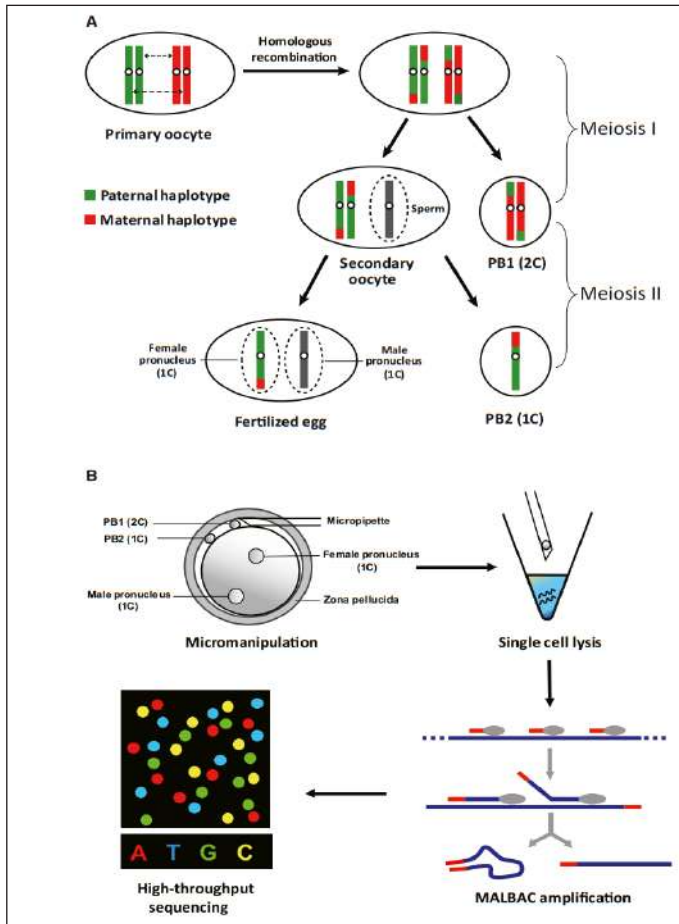 A
Homologous
recombination
Primary oocyte
Meiosis I
Paternal haplotype
Maternal haplotype
Sperm
Secondary
oocyte
PB1 (2C)
Meiosis II
Female
pronucleus
(1C)
Male
pronucleus
(1C)
Fertilized egg
PB2 (1C)
B
PB1 (2C)
PB2 (1C)
Micropipette
Female pronucleus
(1C)
Male pronucleus
(1C)
Zona pellucida
Micromanipulation
Single cell lysis
A T G C
High-throughput
sequencing
MALBAC amplification